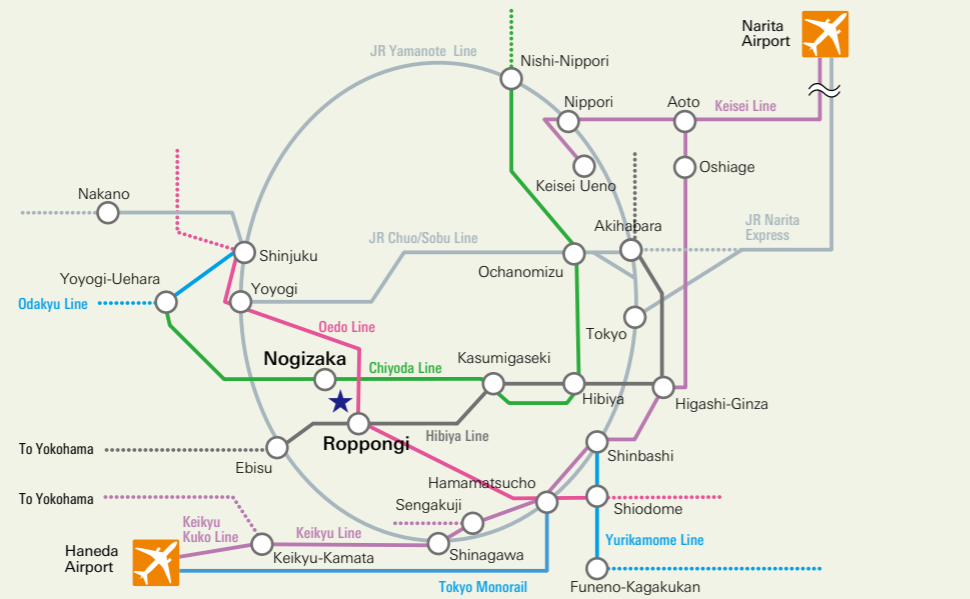 Narita
Airport
JR Yamanote Line
Nishi-Nippori
Nippori
Aoto
Keisei Line
Keisei Ueno
Oshiage
Nakano
Akihabara
JR Narita
Express
JR Chuo/Sobu Line
Shinjuku
Ochanomizu
Yoyogi-Uehara
Yoyogi
Odakyu Line
Oedo Line
Tokyo
Nogizaka
Kasumigaseki
Chiyoda Line
Hibiya
Higashi-Ginza
Roppongi
Hibiya Line
To Yokohama
Ebisu
Shinbashi
Hamamatsucho
To Yokohama
Sengakuji
Shiodome
Keikyu
Kuko Line
Keikyu Line
Yurikamome Line
Haneda
Airport
Keikyu-Kamata
Shinagawa
Tokyo Monorail
Funeno-Kagakukan